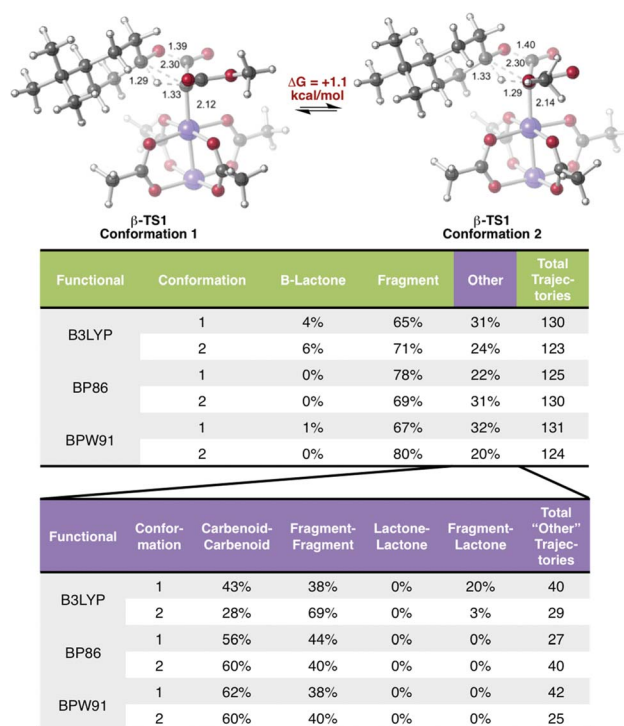 1.39
2.30
1.29
1.33
2.12
ΔG = +1.1
kcal/mol
1.40
2.30
1.33
1.29
2.14
β-TS1
Conformation 1
β-TS1
Conformation 2
Functional Conformation B-Lactone Fragment Other Total Trajec-tories
B3LYP 1 4% 65% 31% 130
2 6% 71% 24% 123
BP86 1 0% 78% 22% 125
2 0% 69% 31% 130
BPW91 1 1% 67% 32% 131
2 0% 80% 20% 124
Functional Confor-mation Carbenoid-Carbenoid Fragment-Fragment Lactone-Lactone Fragment-Lactone Total "Other" Trajec-tories
B3LYP 1 43% 38% 0% 20% 40
2 28% 69% 0% 3% 29
BP86 1 56% 44% 0% 0% 27
2 60% 40% 0% 0% 40
BPW91 1 62% 38% 0% 0% 42
2 60% 40% 0% 0% 25